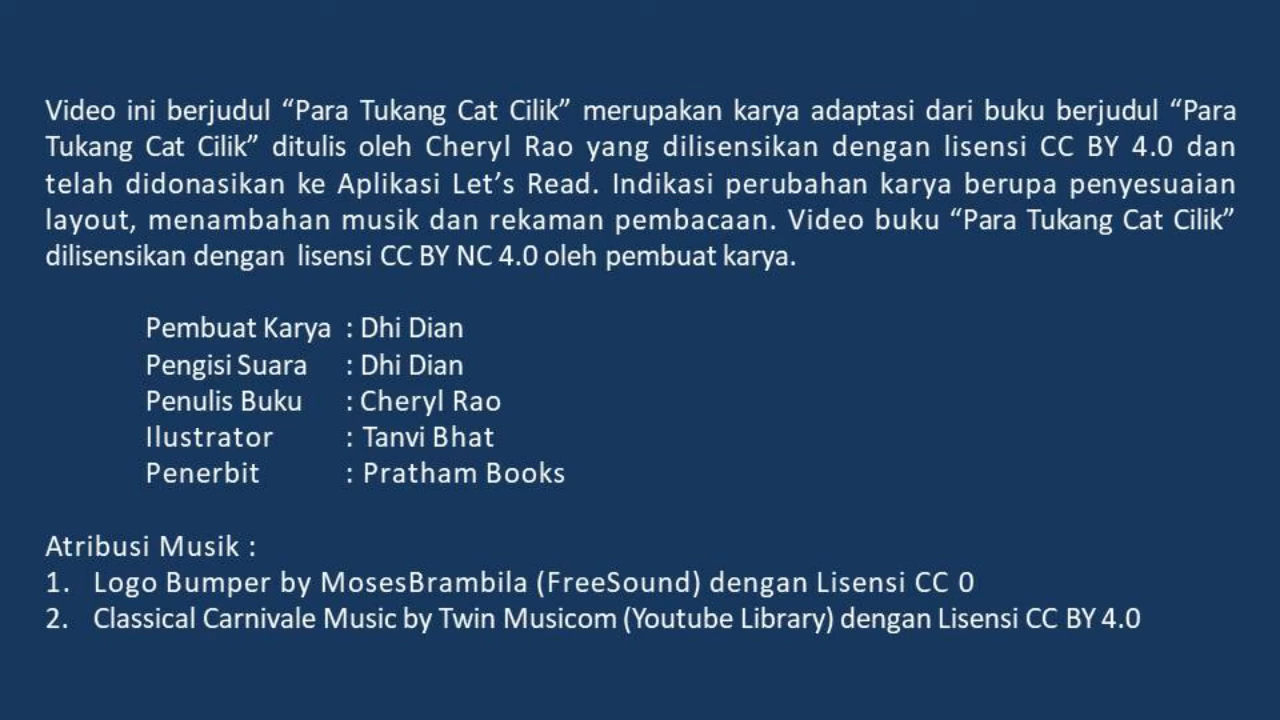 Video ini berjudul “Para Tukang Cat Cilik” merupakan karya adaptasi dari buku berjudul “Para
Tukang Cat Cilik” ditulis oleh Cheryl Rao yang dilisensikan dengan lisensi CC BY 4.0 dan
telah didonasikan ke Aplikasi Let’s Read. Indikasi perubahan karya berupa penyesuaian
layout, menambahan musik dan rekaman pembacaan. Video buku “Para Tukang Cat Cilik”
dilisensikan dengan lisensi CC BY NC 4.0 oleh pembuat karya.
Pembuat Karya : Dhi Dian
Pengisi Suara : Dhi Dian
Penulis Buku : Cheryl Rao
Ilustrator : Tanvi Bhat
Penerbit : Pratham Books
Atribusi Musik :
1. Logo Bumper by MosesBrambila (FreeSound) dengan Lisensi CC 0
2. Classical Carnivale Music by Twin Musicom (Youtube Library) dengan Lisensi CC BY 4.0